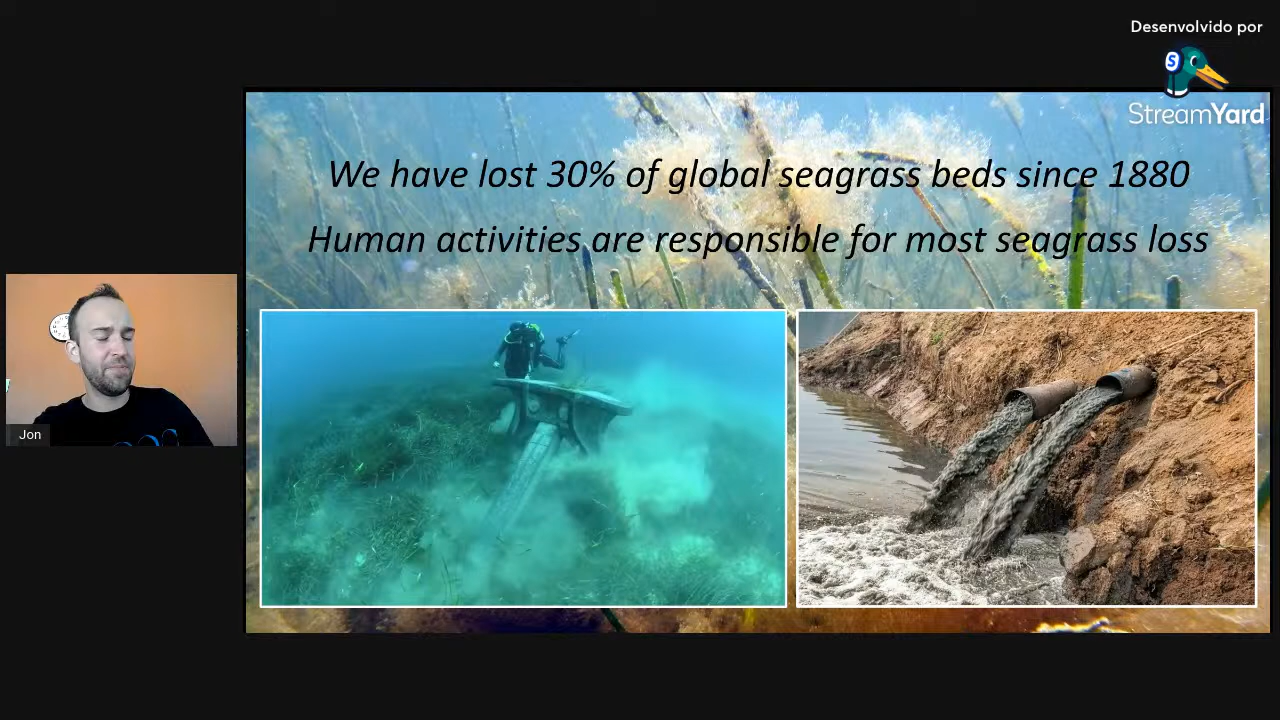 Desenvolvido por
StreamYard
We have lost 30% of global seagrass beds since 1880
Human activities are responsible for most seagrass loss
Jon